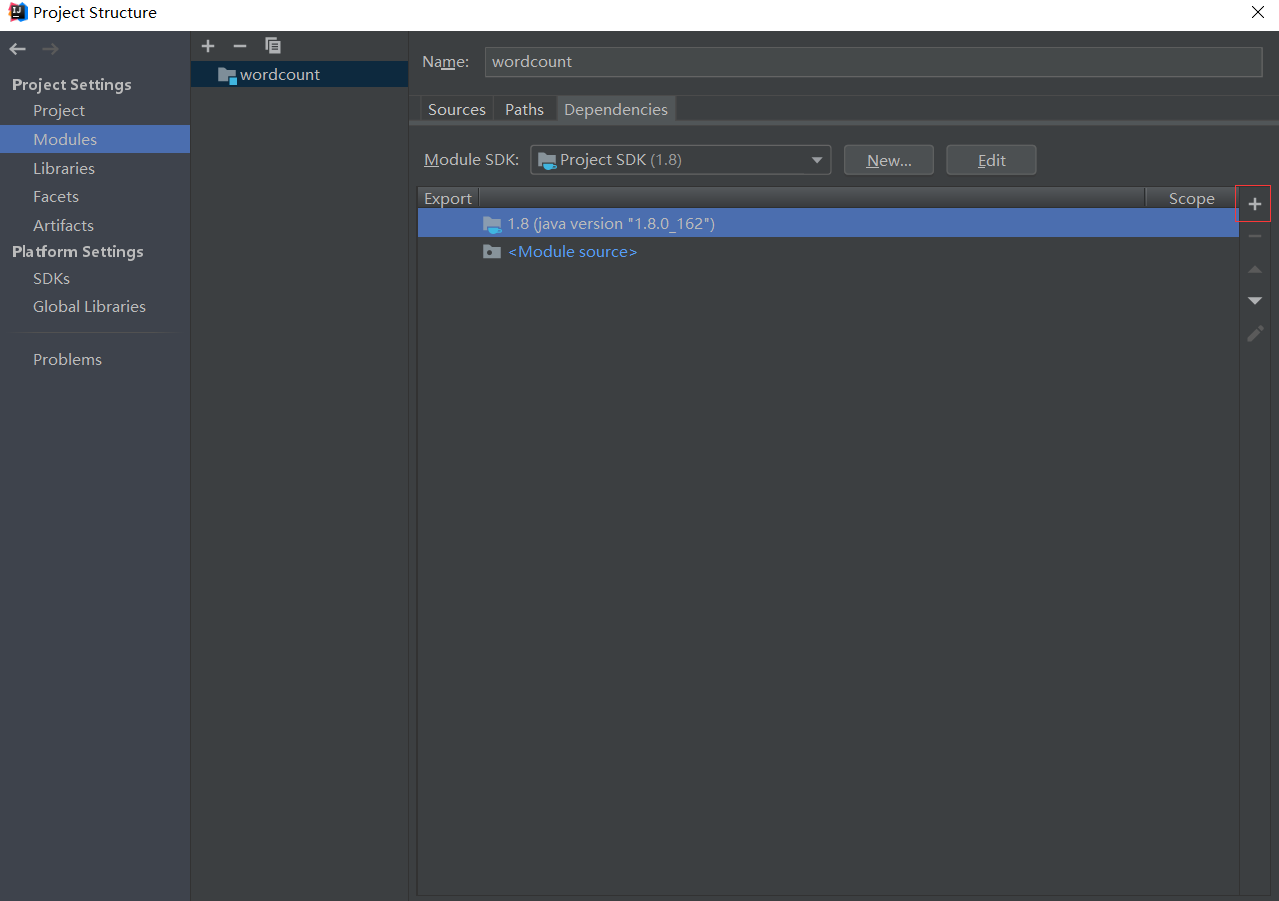 Project Structure
Project Settings
Project
Modules
Libraries
Facets
Artifacts
Platform Settings
SDKs
Global Libraries
Problems
wordcount
Name: wordcount
Sources Paths Dependencies
Module SDK: Project SDK (1.8) New... Edit
Export Scope
1.8 (java version "1.8.0_162")
<Module source>